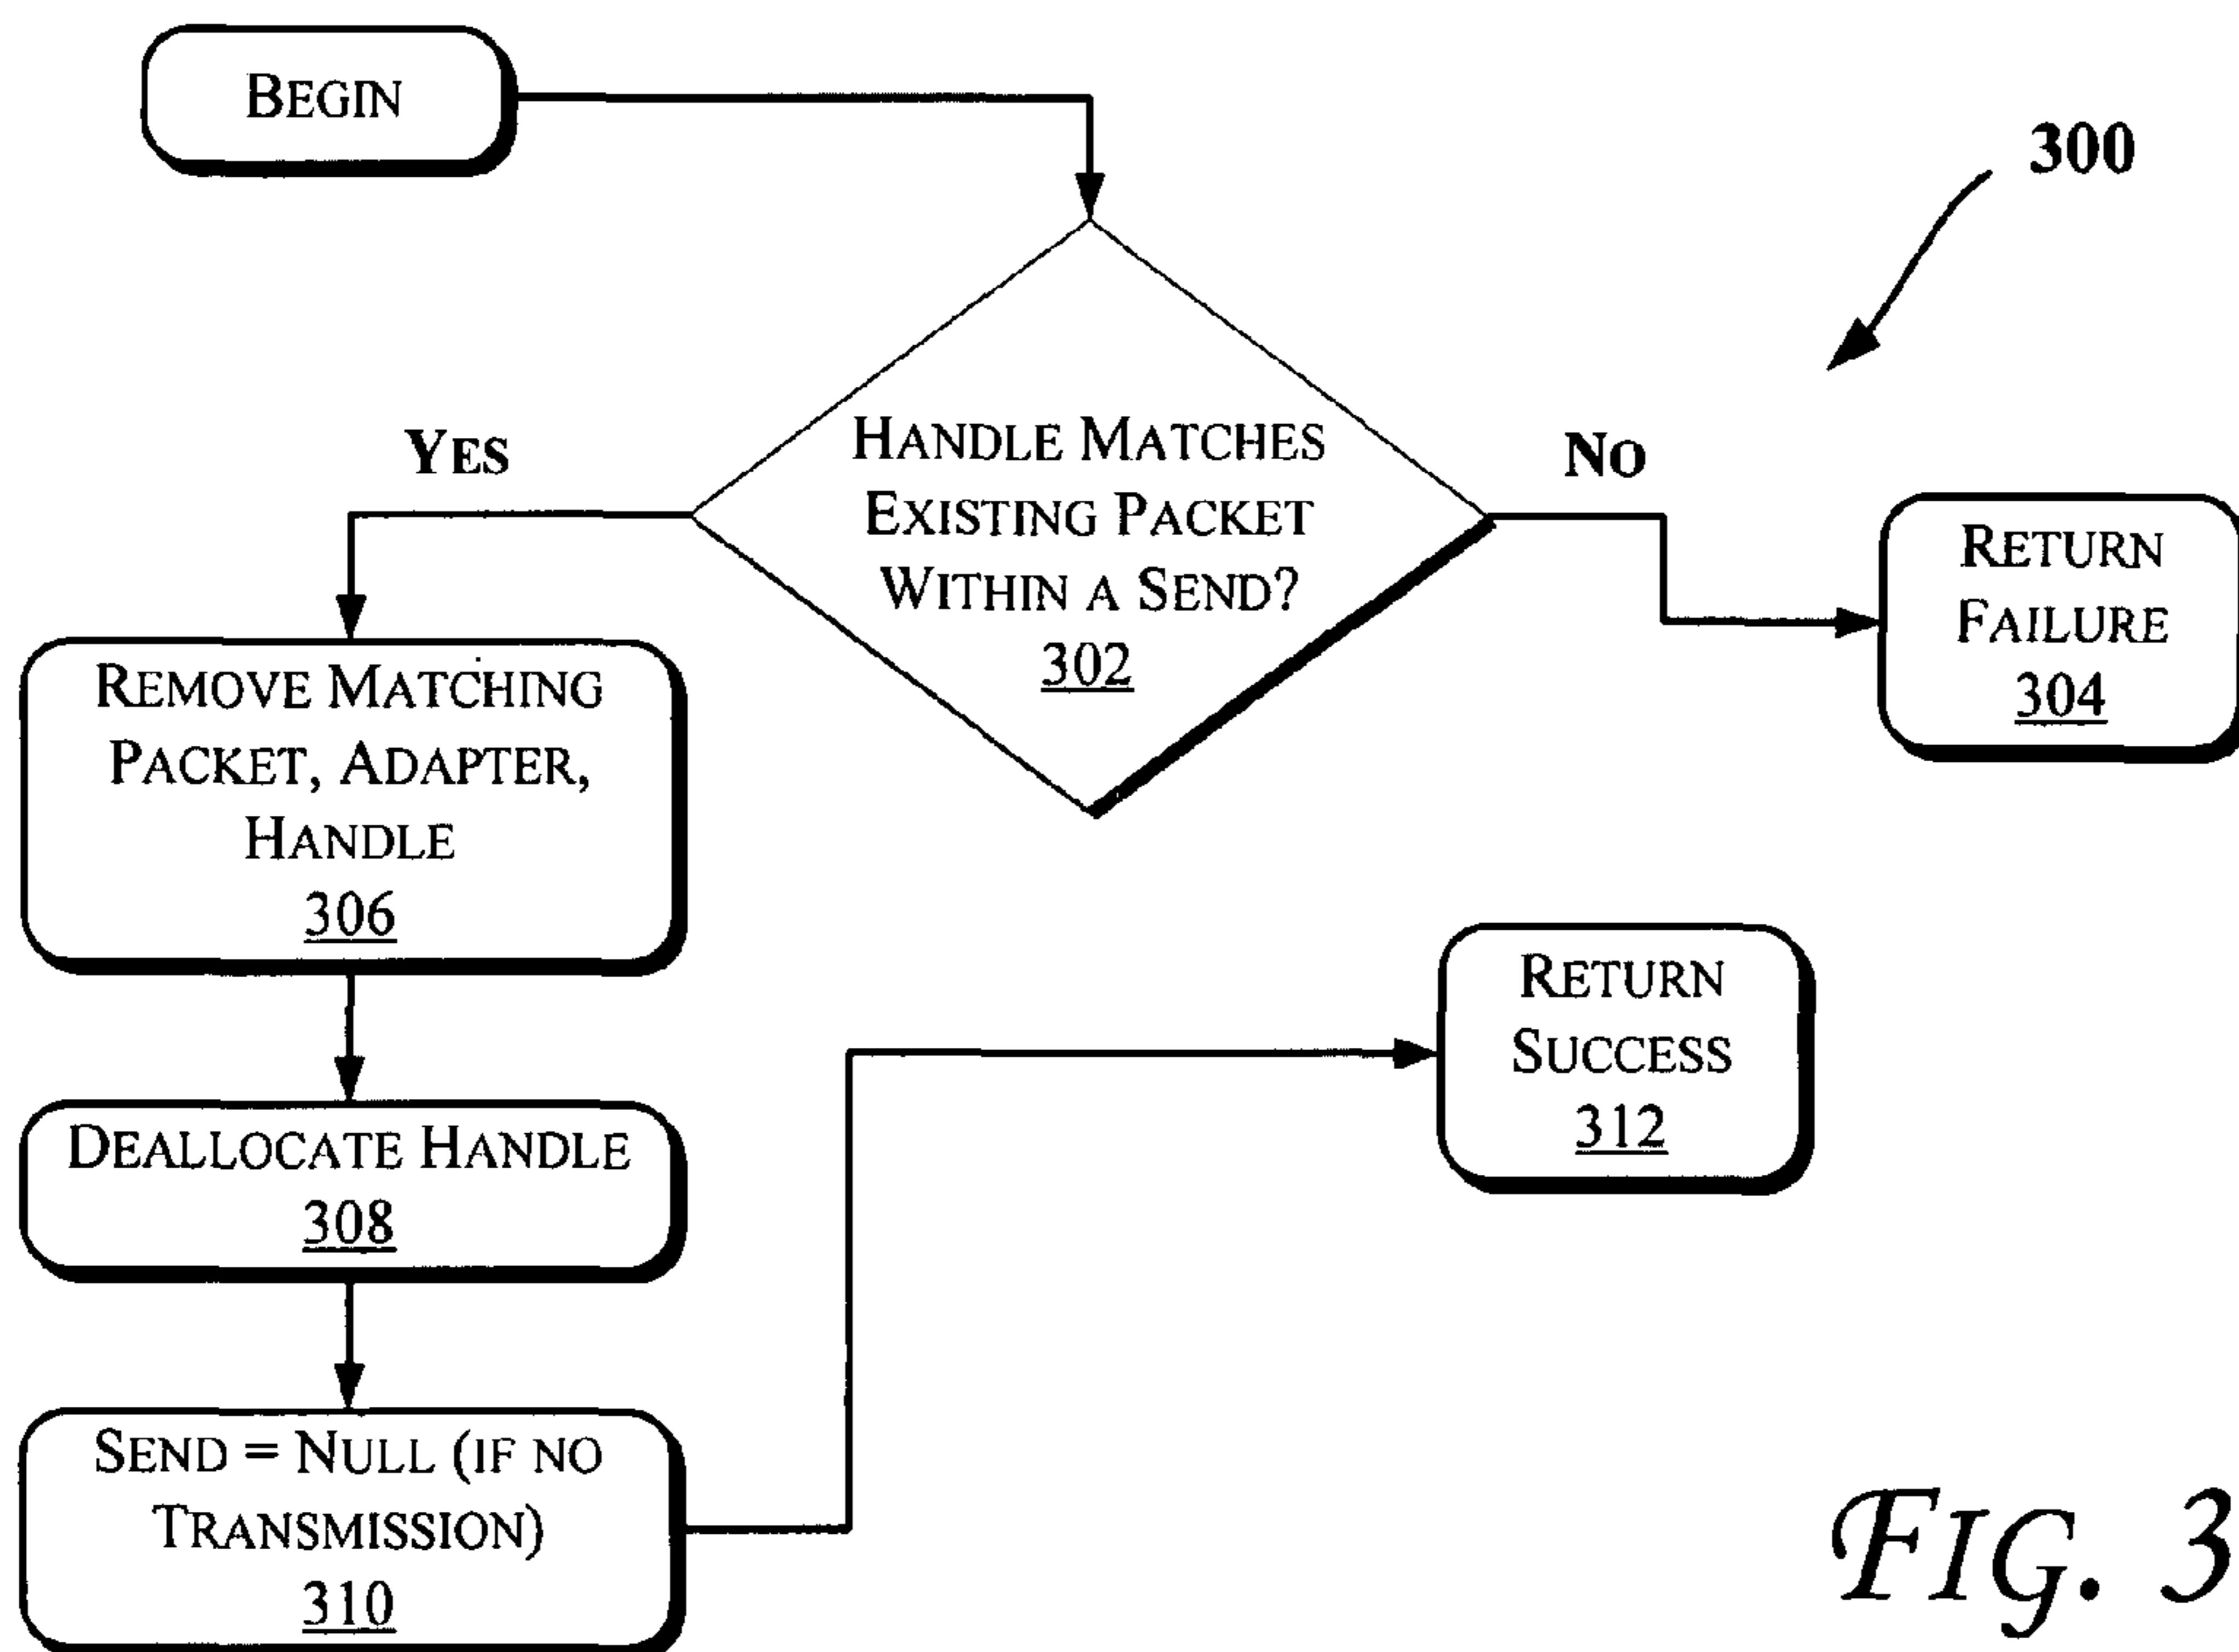 BEGIN
300
HANDLE MATCHES
EXISTING PACKET
WITHIN A SEND?
302
YES
NO
RETURN
FAILURE
304
REMOVE MATCHING
PACKET, ADAPTER,
HANDLE
306
DEALLOCATE HANDLE
308
SEND = NULL (IF NO
TRANSMISSION)
310
RETURN
SUCCESS
312
FIG. 3